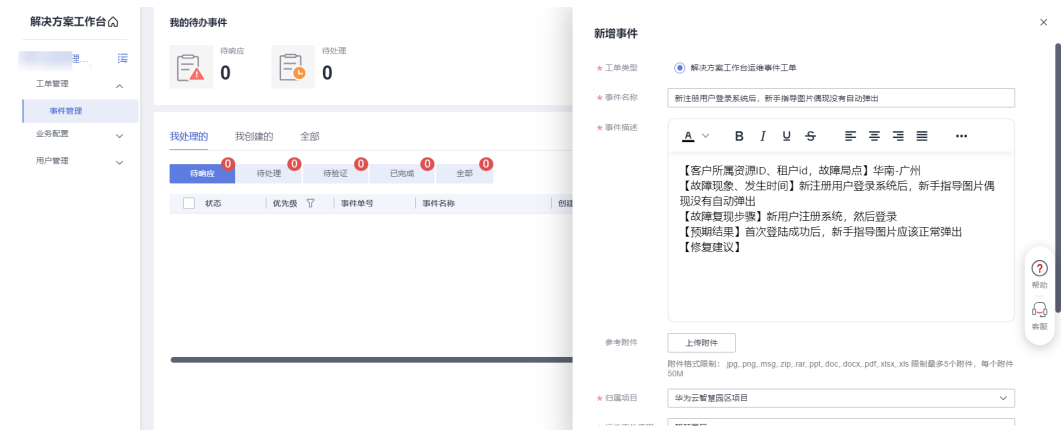 解决方案工作台
理...
工单管理
事件管理
业务配置
用户管理
我的待办事件
待响应
0
待处理
0
我处理的 我创建的 全部
待响应 0 待处理 0 待验证 0 已完成 0 全部 0
状态 优先级 事件单号 事件名称 创建
新增事件
* 工单类型 解决方案工作台运维事件工单
* 事件名称 新注册用户登录系统后，新手指导图片偶现没有自动弹出
* 事件描述
A B I U S ...
【客户所属资源ID、租户id，故障局点】华南-广州
【故障现象、发生时间】新注册用户登录系统后，新手指导图片偶
现没有自动弹出
【故障复现步骤】新用户注册系统，然后登录
【预期结果】首次登陆成功后，新手指导图片应该正常弹出
【修复建议】
参考附件 上传附件
附件格式限制：.jpg,.png,.msg,.zip,.rar,.ppt,.doc,.docx,.pdf,.xlsx,.xls 限制最多5个附件，每个附件
50M
* 归属项目 华为云智慧园区项目
帮助
客服